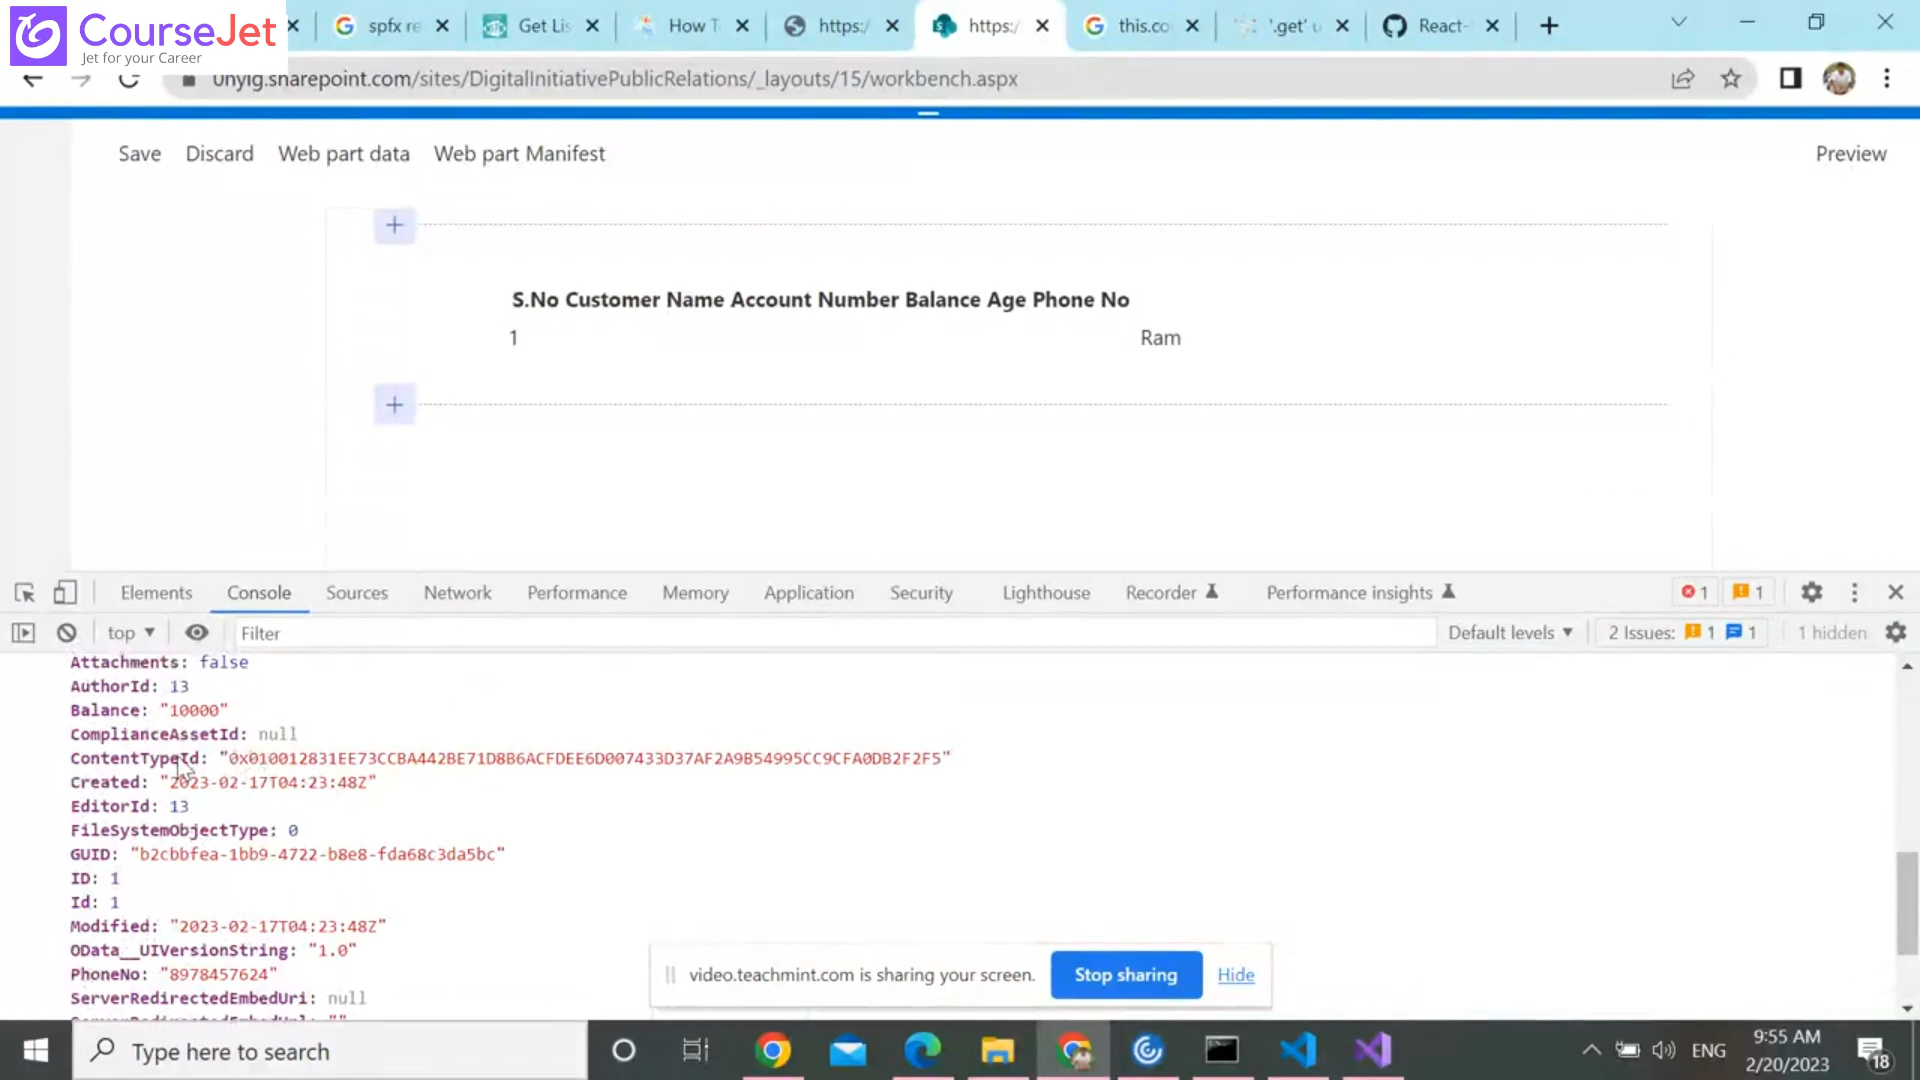 CourseJet
Jet for your Career
spfx re
Get Lis
How T
https:/
https:/
this.co
'.get' u
React-
unyig.sharepoint.com/sites/DigitalInitiativePublicRelations/_layouts/15/workbench.aspx
Save Discard Web part data Web part Manifest Preview
S.No Customer Name Account Number Balance Age Phone No
1 Ram
Elements Console Sources Network Performance Memory Application Security Lighthouse Recorder Performance insights 1 1
top Filter Default levels 2 Issues: 1 1 1 hidden
Attachments: false
AuthorId: 13
Balance: "10000"
ComplianceAssetId: null
ContentTypeId: "0x010012831EE73CCBA442BE71D8B6ACFDEE6D007433D37AF2A9B54995CC9CFA0DB2F2F5"
Created: "2023-02-17T04:23:48Z"
EditorId: 13
FileSystemObjectType: 0
GUID: "b2cbbfea-1bb9-4722-b8e8-fda68c3da5bc"
ID: 1
Id: 1
Modified: "2023-02-17T04:23:48Z"
OData__UIVersionString: "1.0"
PhoneNo: "8978457624"
ServerRedirectedEmbedUri: null
video.teachmint.com is sharing your screen. Stop sharing Hide
Type here to search
ENG
9:55 AM
2/20/2023
18